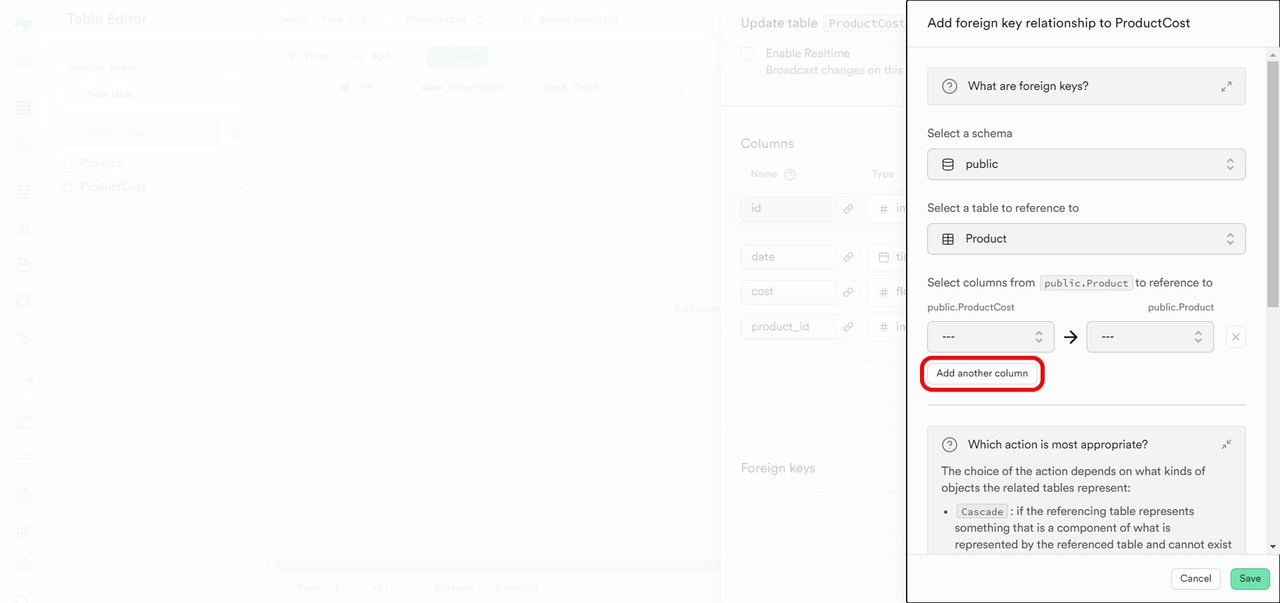 Table Editor
SevSo Free Product store Enable branching
schema public
New table
Product
ProductCost
Filter Sort Insert
id int8 date timestamptz cost float8
Add rows
Page 1 of 1 100 rows 0 records
Update table ProductCost
Enable Realtime
Broadcast changes on this
Columns
Name Type
id in
date ti
cost fl
product_id in
Foreign keys
Add foreign key relationship to ProductCost
What are foreign keys?
Select a schema
public
Select a table to reference to
Product
Select columns from public.Product to reference to
public.ProductCost public.Product
--- ---
Add another column
Which action is most appropriate?
The choice of the action depends on what kinds of
objects the related tables represent:
• Cascade : if the referencing table represents
something that is a component of what is
represented by the referenced table and cannot exist
Cancel Save